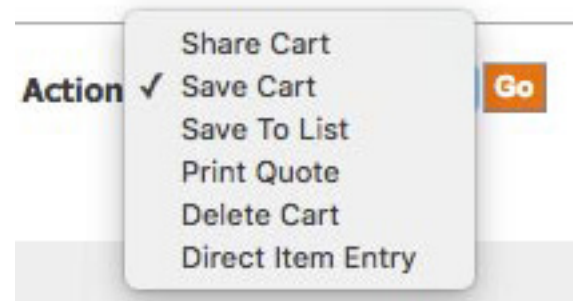 Share Cart
Action ✓ Save Cart Go
Save To List
Print Quote
Delete Cart
Direct Item Entry